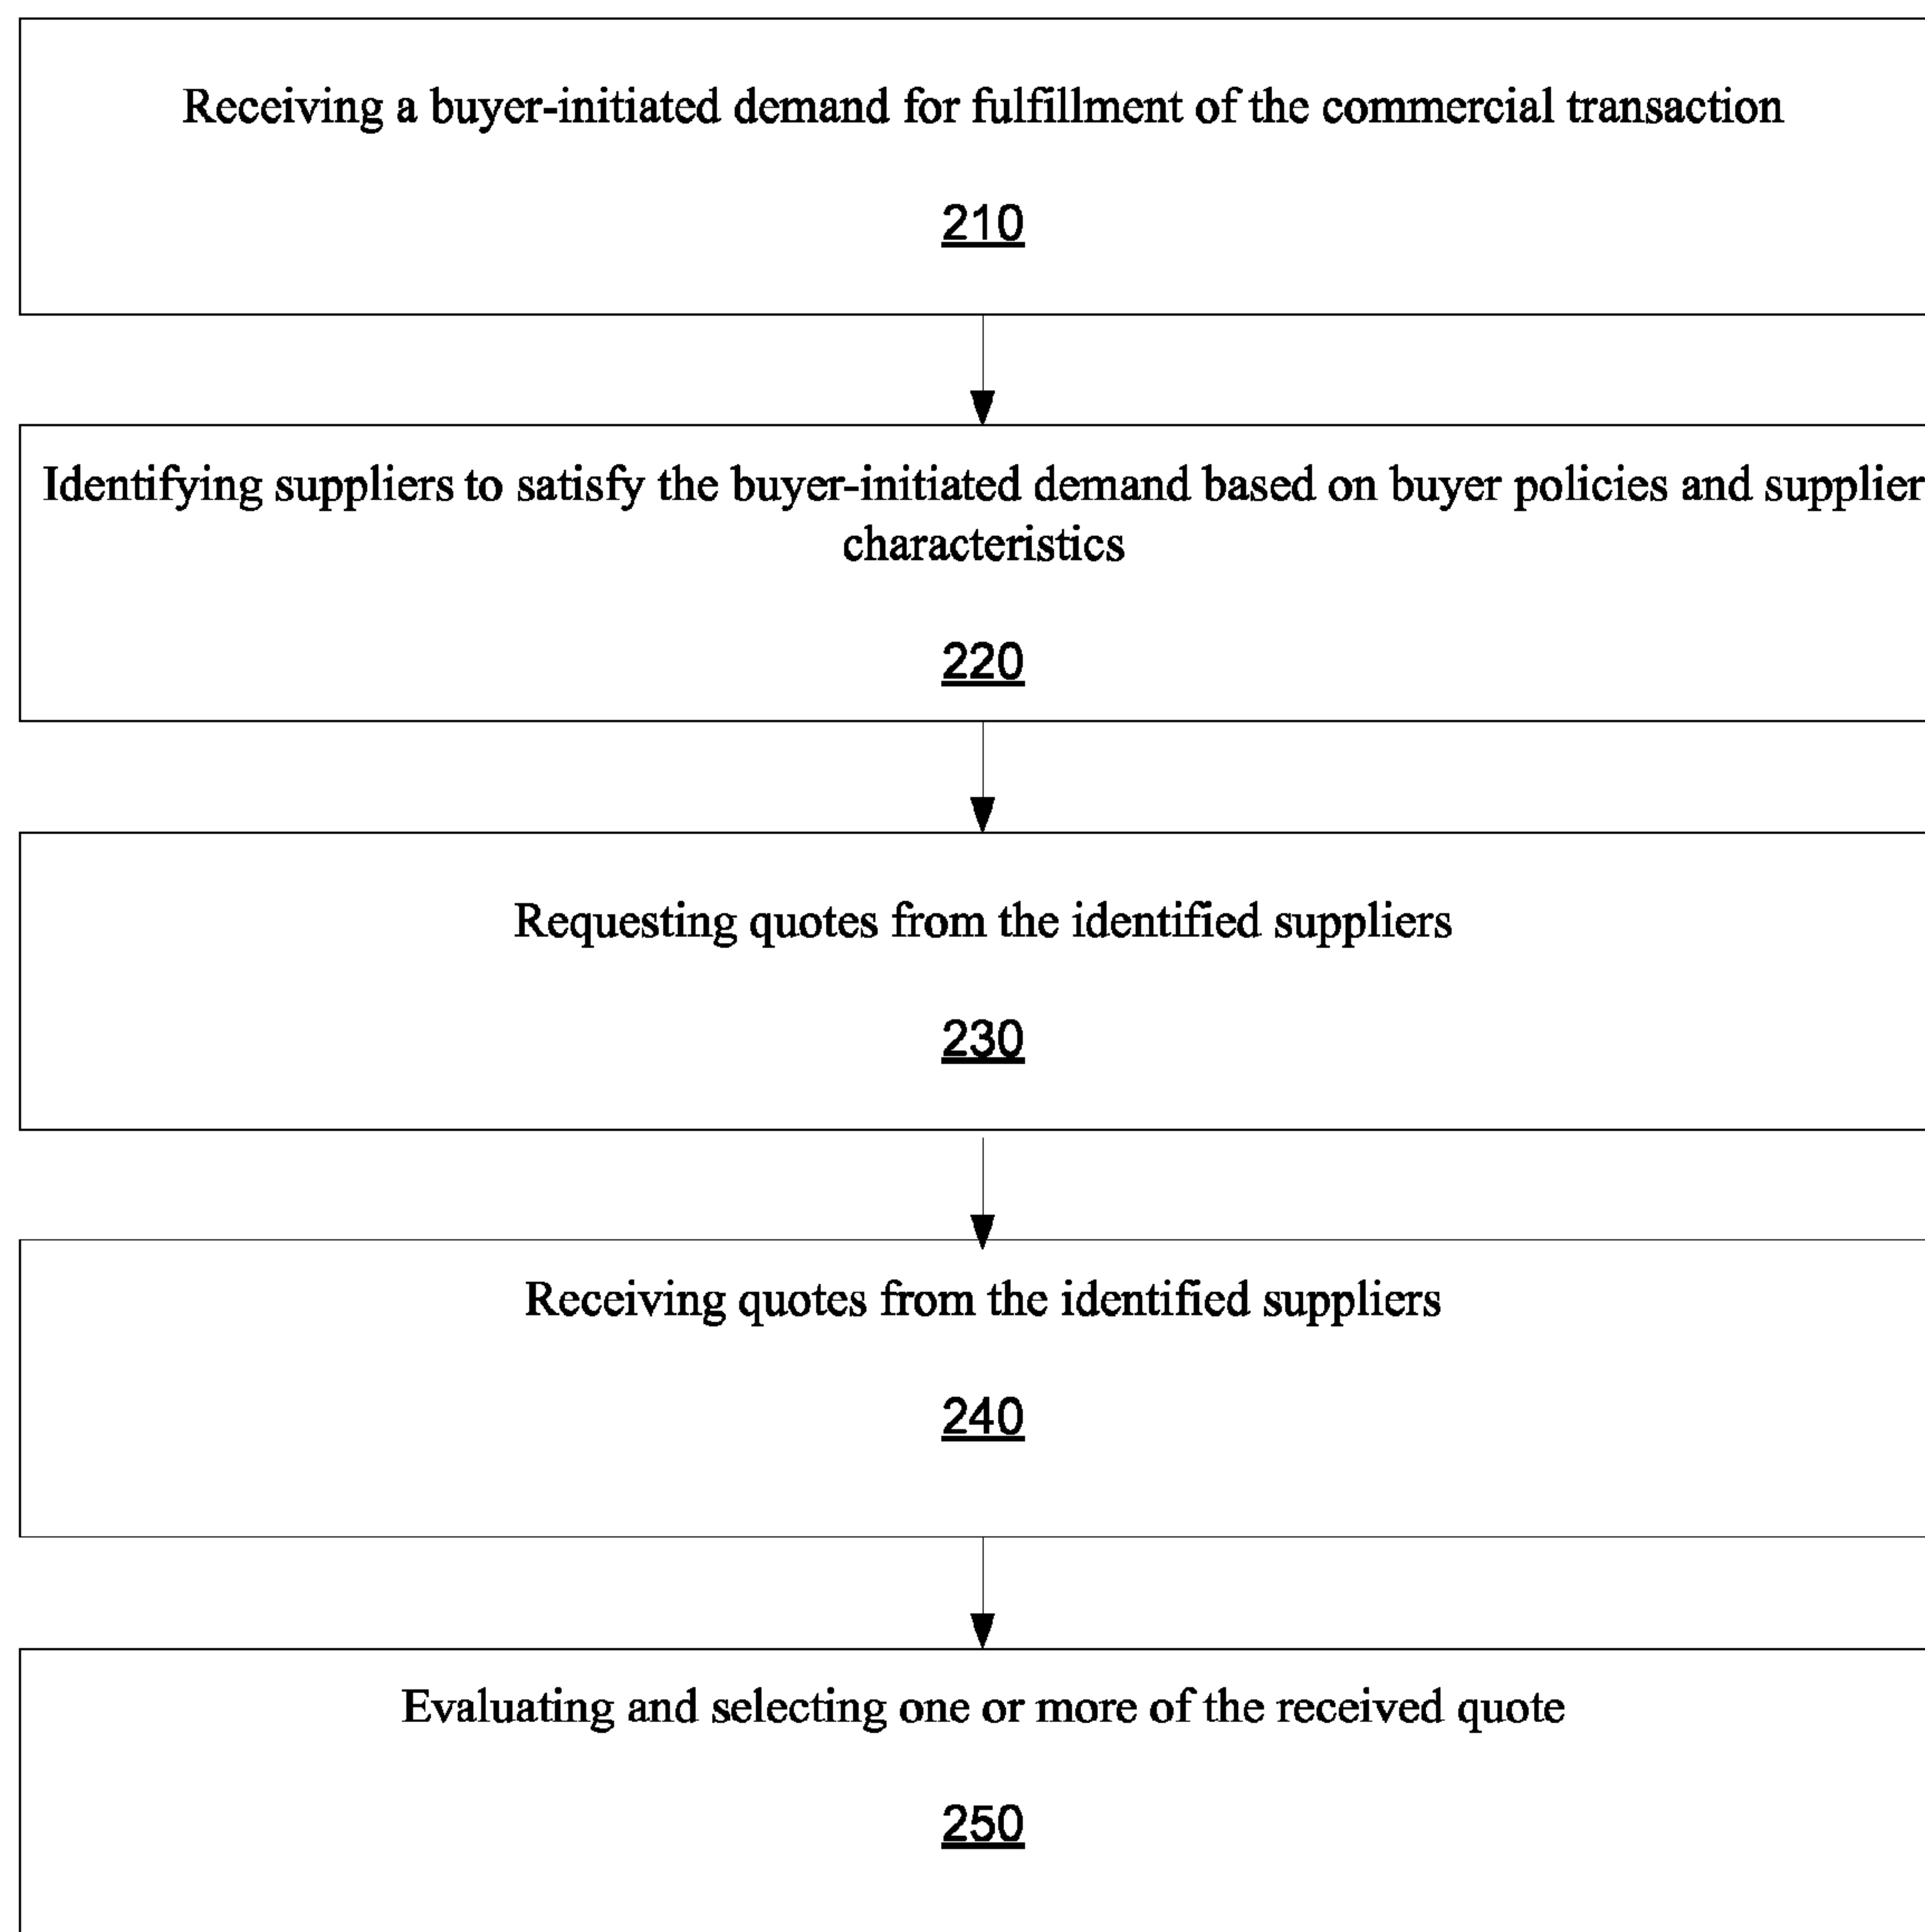 Receiving a buyer-initiated demand for fulfillment of the commercial transaction
210
Identifying suppliers to satisfy the buyer-initiated demand based on buyer policies and supplier
characteristics
220
Requesting quotes from the identified suppliers
230
Receiving quotes from the identified suppliers
240
Evaluating and selecting one or more of the received quote
250